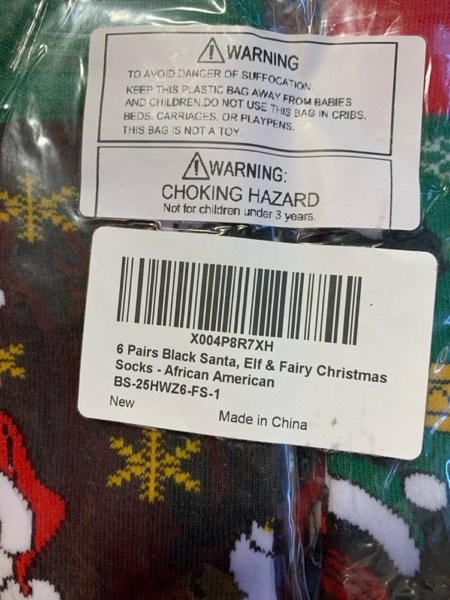 WARNING
TO AVOID DANGER OF SUFFOCATION.
KEEP THIS PLASTIC BAG AWAY FROM BABIES
AND CHILDREN.DO NOT USE THIS BAG IN CRIBS,
BEDS, CARRIAGES, OR PLAYPENS.
THIS BAG IS NOT A TOY.
WARNING:
CHOKING HAZARD
Not for children under 3 years.
X004P8R7XH
6 Pairs Black Santa, Elf & Fairy Christmas
Socks - African American
BS-25HWZ6-FS-1
New
Made in China